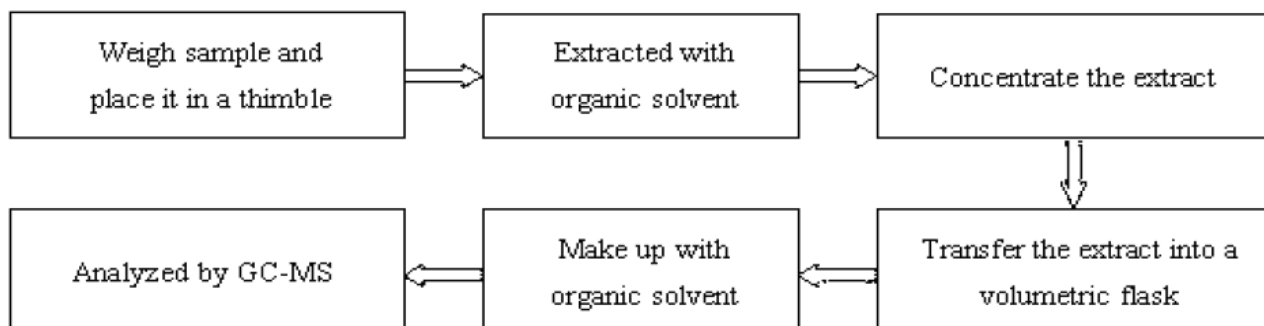 Weigh sample and
place it in a thimble
Extracted with
organic solvent
Concentrate the extract
Transfer the extract into a
volumetric flask
Make up with
organic solvent
Analyzed by GC-MS